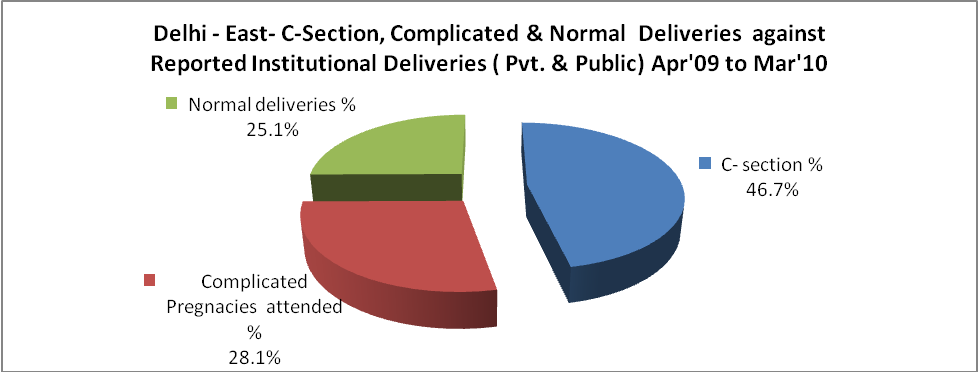 Delhi - East- C-Section, Complicated & Normal Deliveries against
Reported Institutional Deliveries ( Pvt. & Public) Apr'09 to Mar'10
Normal deliveries %
25.1%
C- section %
46.7%
Complicated
Pregnacies attended
%
28.1%